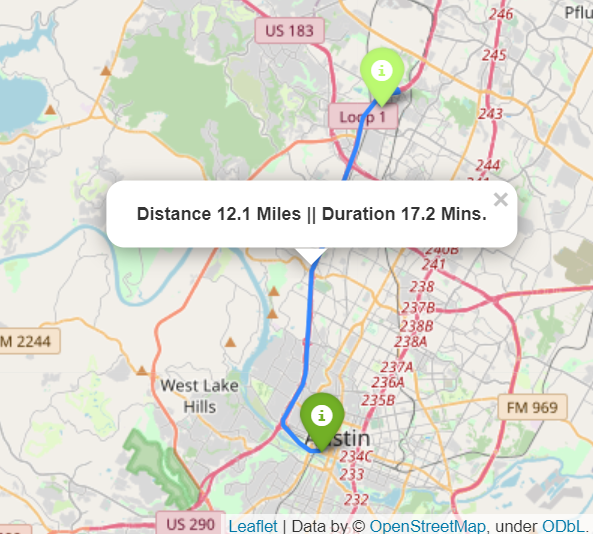 246
Pflu
US 183
245
Loop 1
243
244
241
×
Distance 12.1 Miles || Duration 17.2 Mins.
240B
241
238
237B
238B
238A
FM 2244
237A
236A
235B
West Lake
Hills
FM 969
Austin
234C
233
232
US 290
Leaflet | Data by © OpenStreetMap, under ODbL.